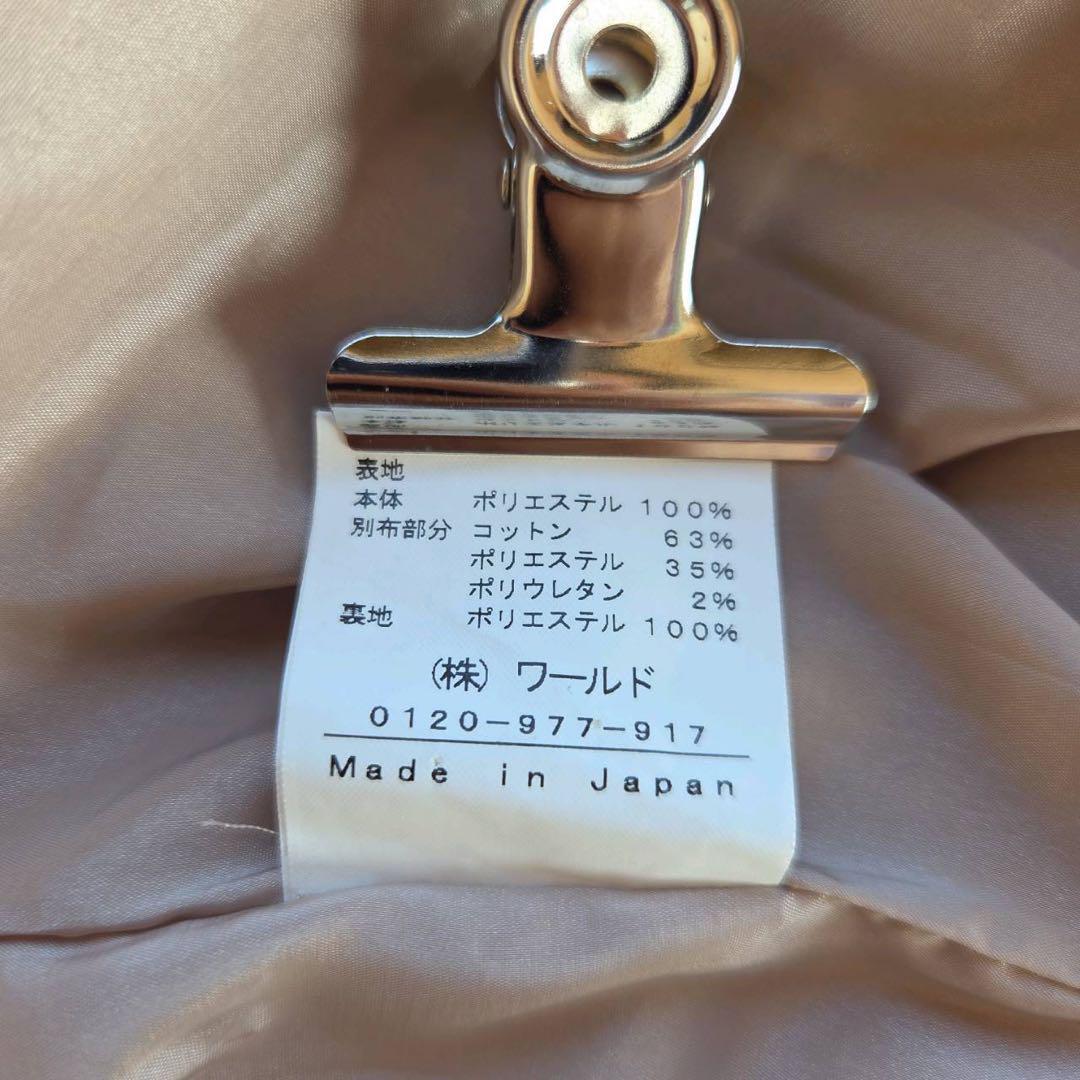 表地
本体 ポリエステル 100%
別布部分 コットン 63%
ポリエステル 35%
ポリウレタン 2%
裏地 ポリエステル 100%
(株) ワールド
0120-977-917
Made in Japan